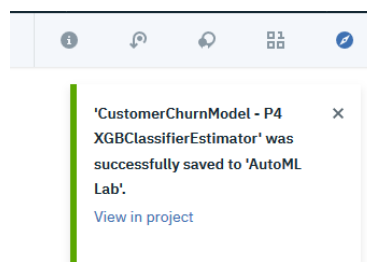 'CustomerChurnModel - P4
XGBClassifierEstimator' was
successfully saved to 'AutoML
Lab'.
View in project